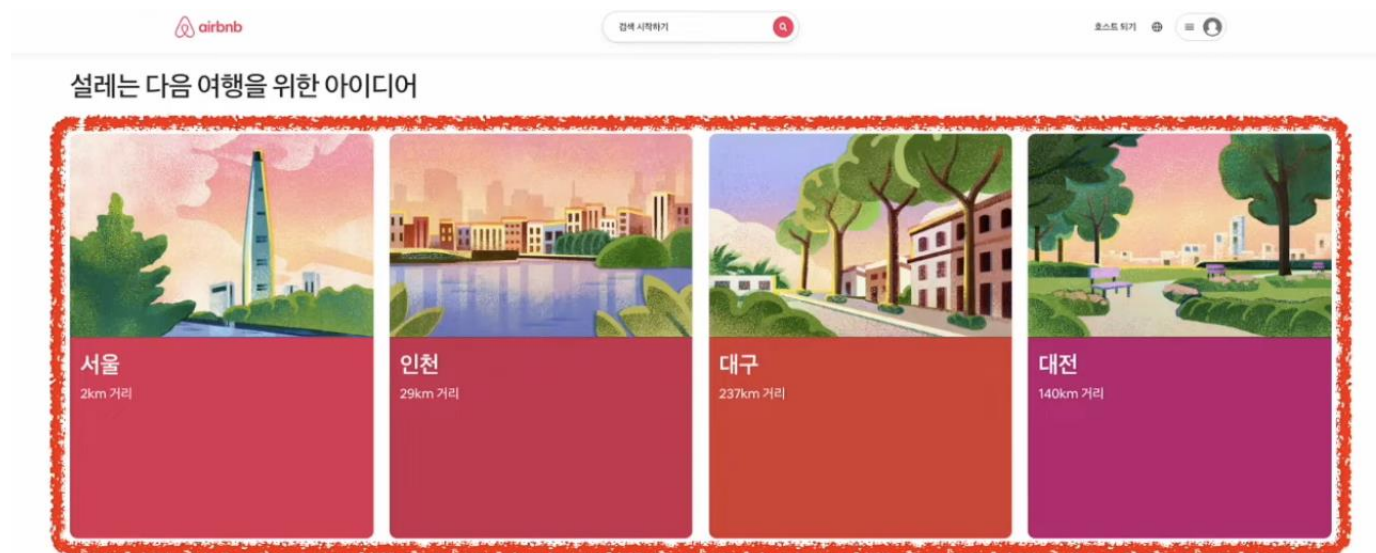 airbnb
검색 시작하기
호스트 되기
설레는 다음 여행을 위한 아이디어
서울
2km 거리
인천
29km 거리
대구
237km 거리
대전
140km 거리